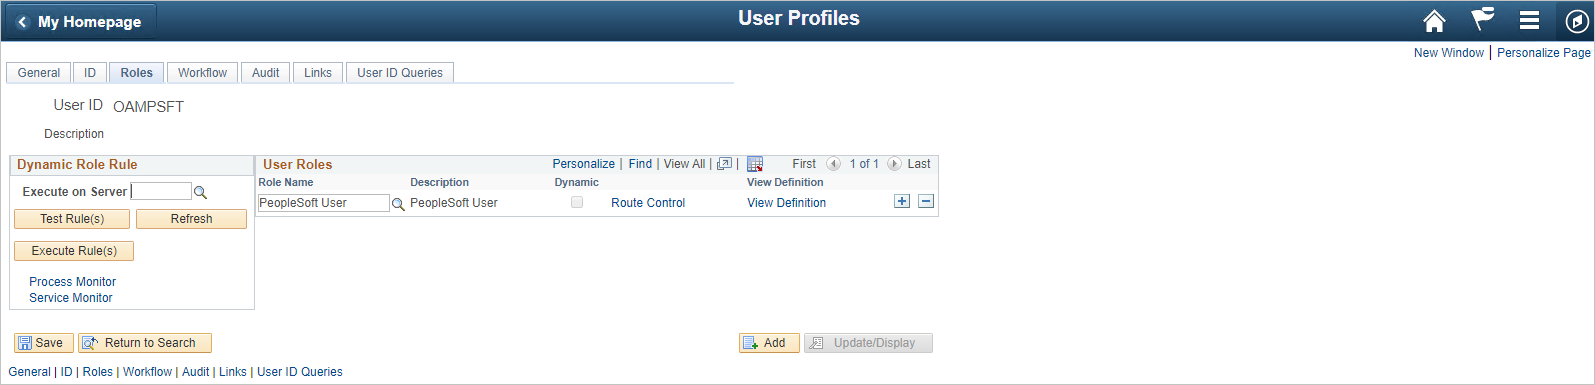 My Homepage
User Profiles
New Window | Personalize Page
General ID Roles Workflow Audit Links User ID Queries
User ID OAMPSFT
Description
Dynamic Role Rule
Execute on Server
Test Rule(s) Refresh
Execute Rule(s)
Process Monitor
Service Monitor
User Roles Personalize | Find | View All | | First 1 of 1 Last
Role Name Description Dynamic View Definition
PeopleSoft User PeopleSoft User Route Control View Definition
Save Return to Search Add Update/Display
General | ID | Roles | Workflow | Audit | Links | User ID Queries